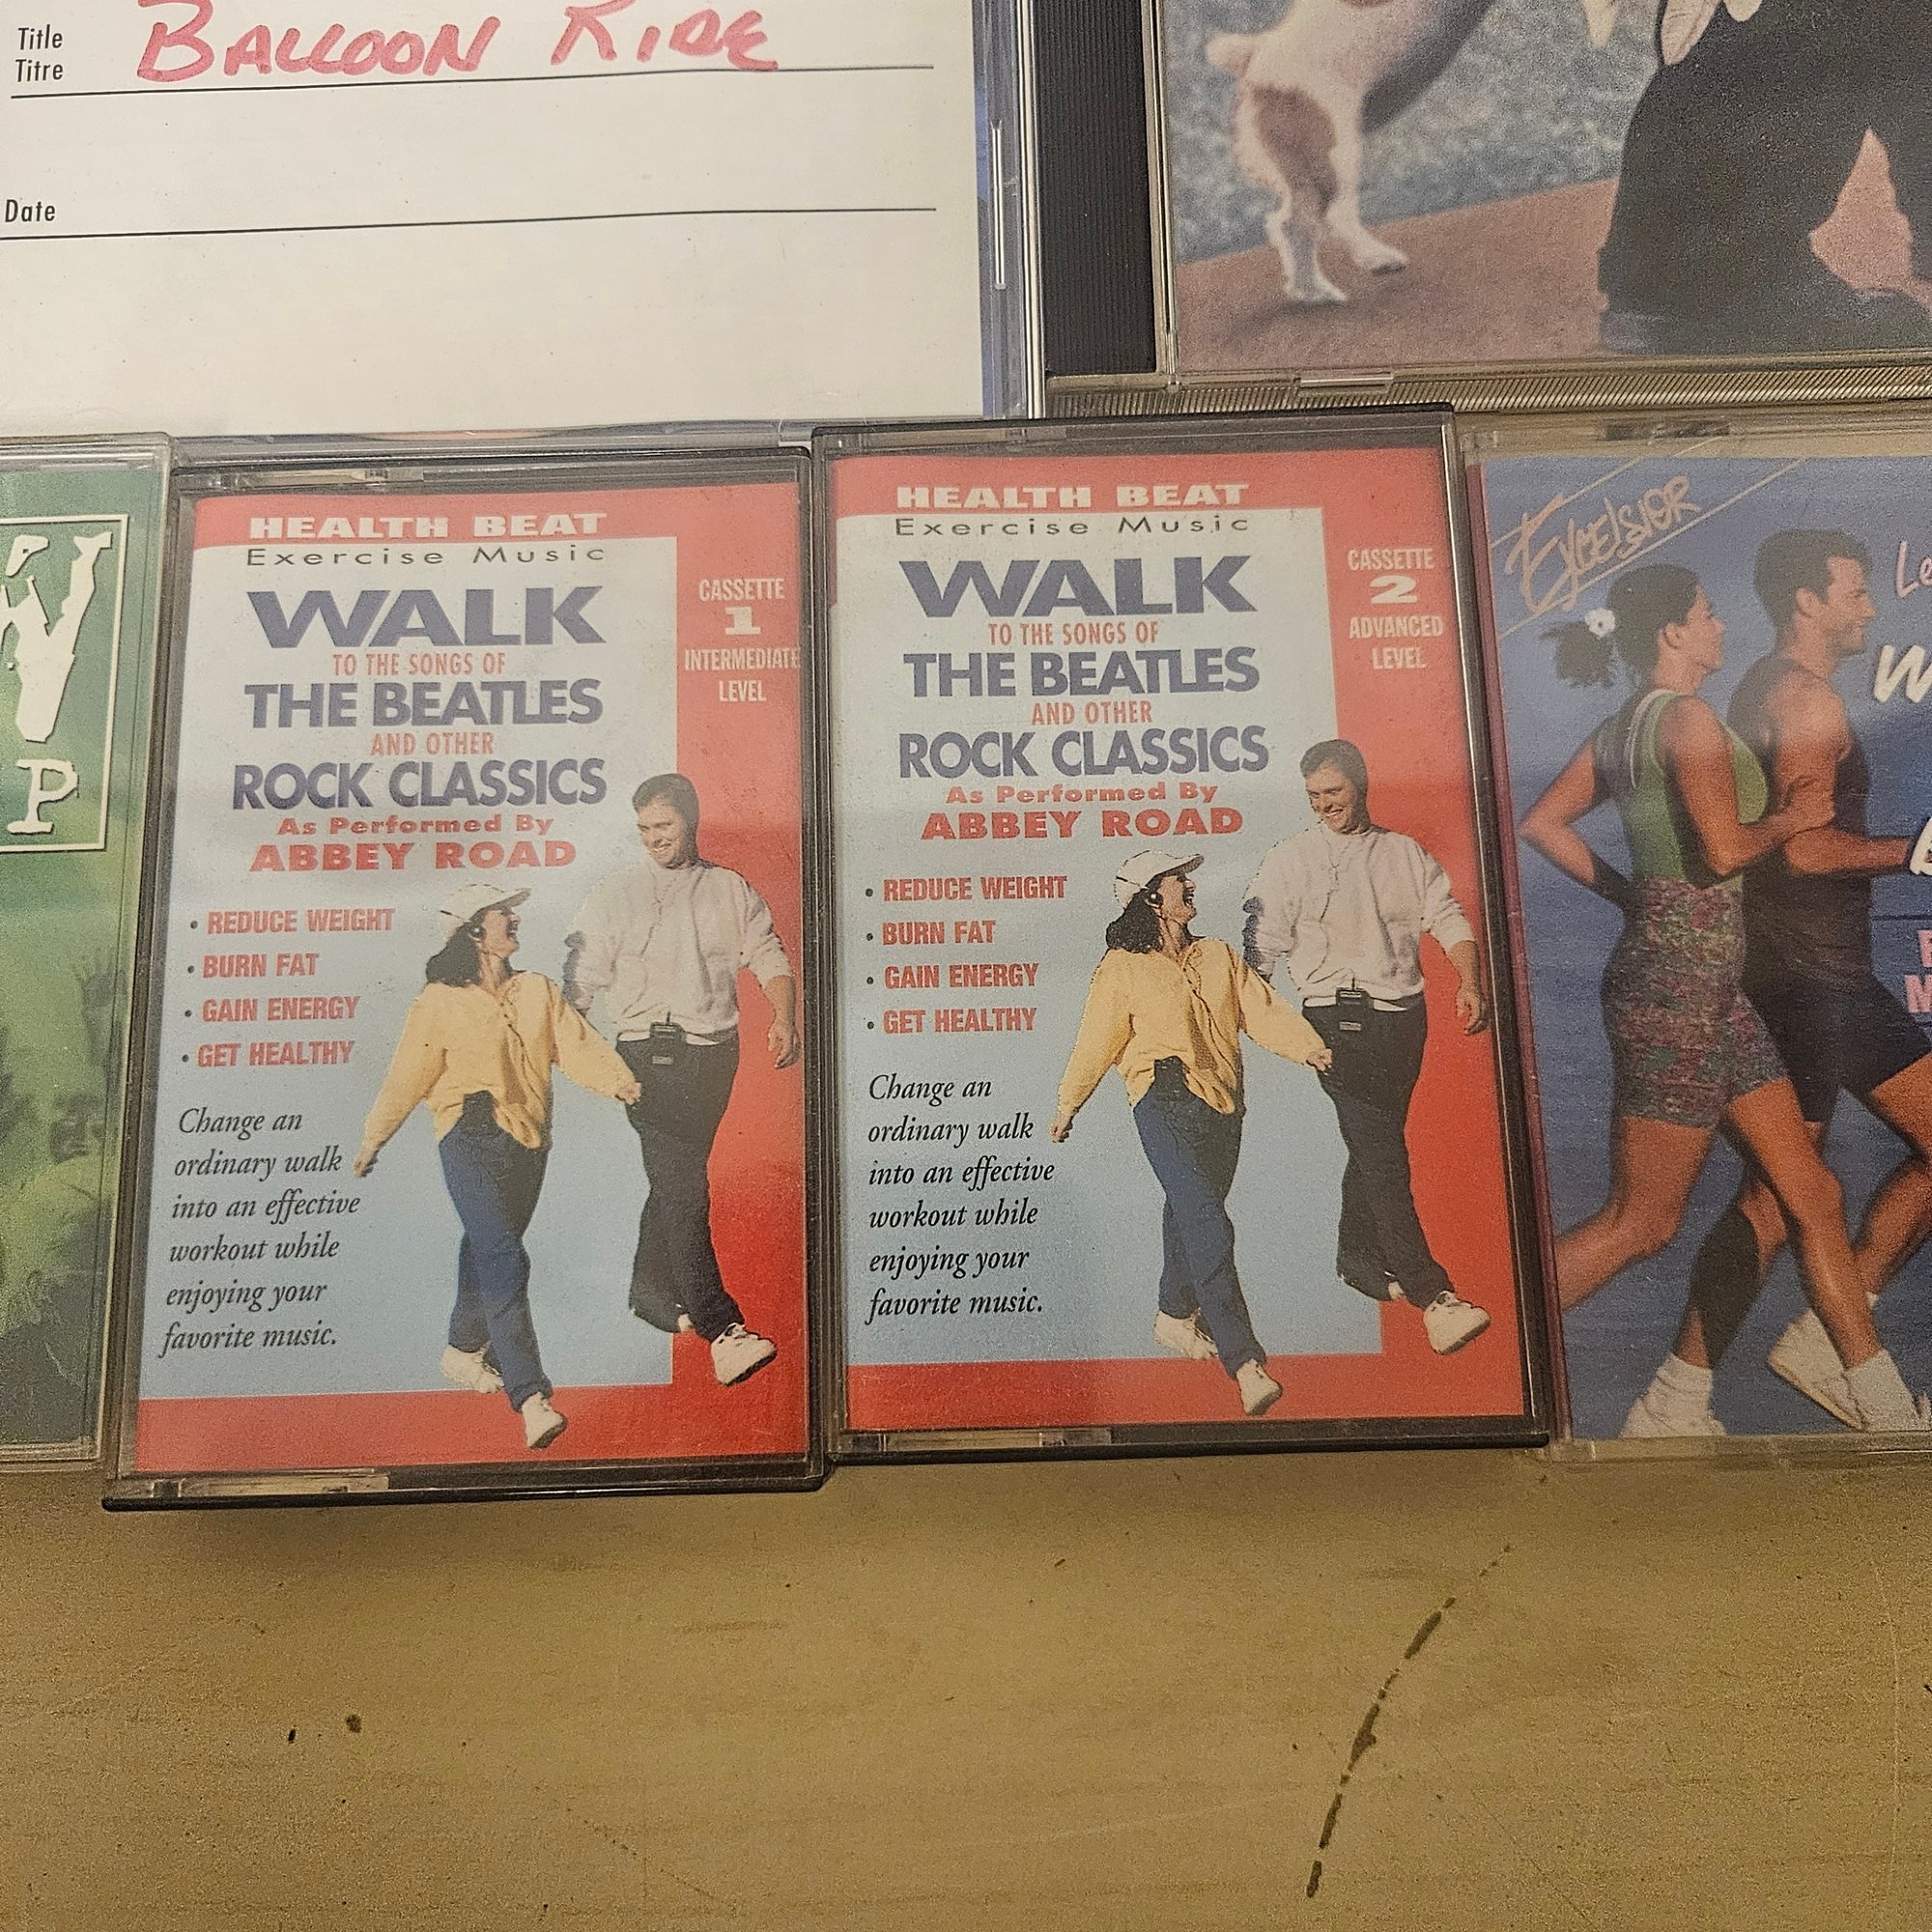 Title
Titre
BALLOON RIDE
Date
P
HEALTH BEAT
Exercise Music
WALK
TO THE SONGS OF
THE BEATLES
AND OTHER
ROCK CLASSICS
As Performed By
ABBEY ROAD
CASSETTE
1
INTERMEDIATE
LEVEL
• REDUCE WEIGHT
• BURN FAT
• GAIN ENERGY
• GET HEALTHY
Change an
ordinary walk
into an effective
workout while
enjoying your
favorite music.
HEALTH BEAT
Exercise Music
WALK
TO THE SONGS OF
THE BEATLES
AND OTHER
ROCK CLASSICS
As Performed By
ABBEY ROAD
CASSETTE
2
ADVANCED
LEVEL
• REDUCE WEIGHT
• BURN FAT
• GAIN ENERGY
• GET HEALTHY
Change an
ordinary walk
into an effective
workout while
enjoying your
favorite music.
EXCELSIOR